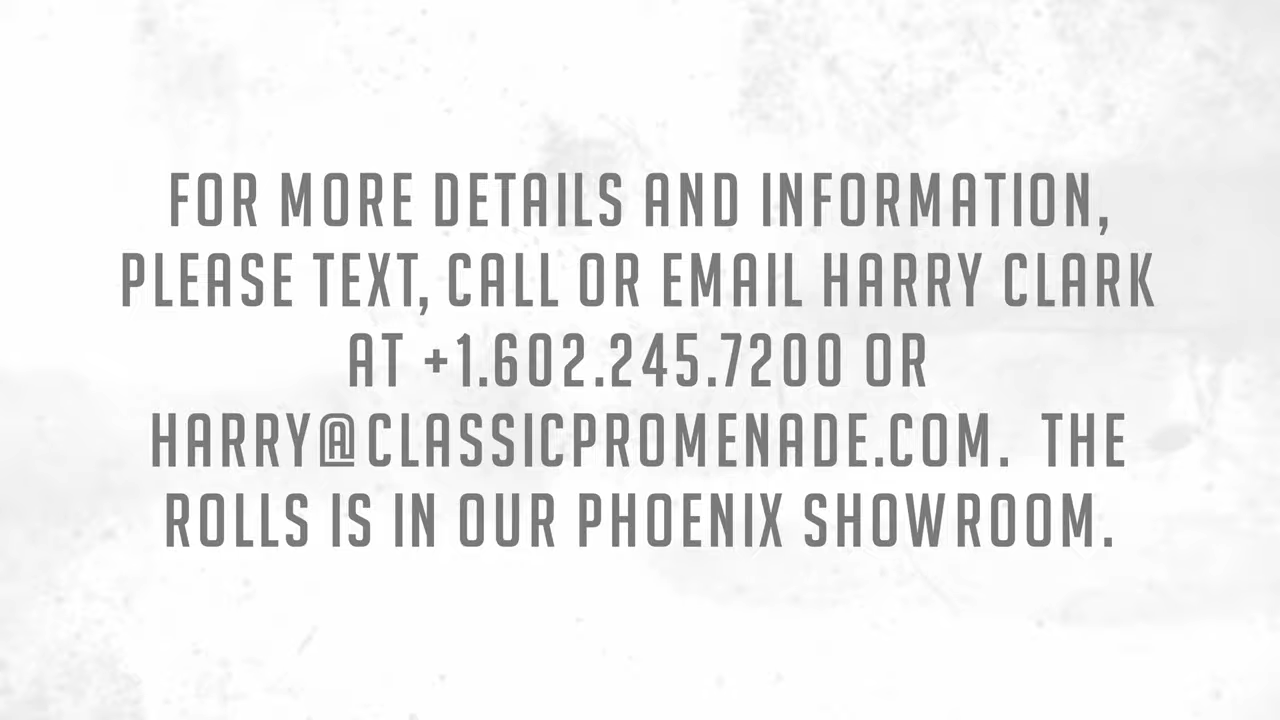 FOR MORE DETAILS AND INFORMATION,
PLEASE TEXT, CALL OR EMAIL HARRY CLARK
AT +1.602.245.7200 OR
HARRY@CLASSICPROMENADE.COM.  THE
ROLLS IS IN OUR PHOENIX SHOWROOM.